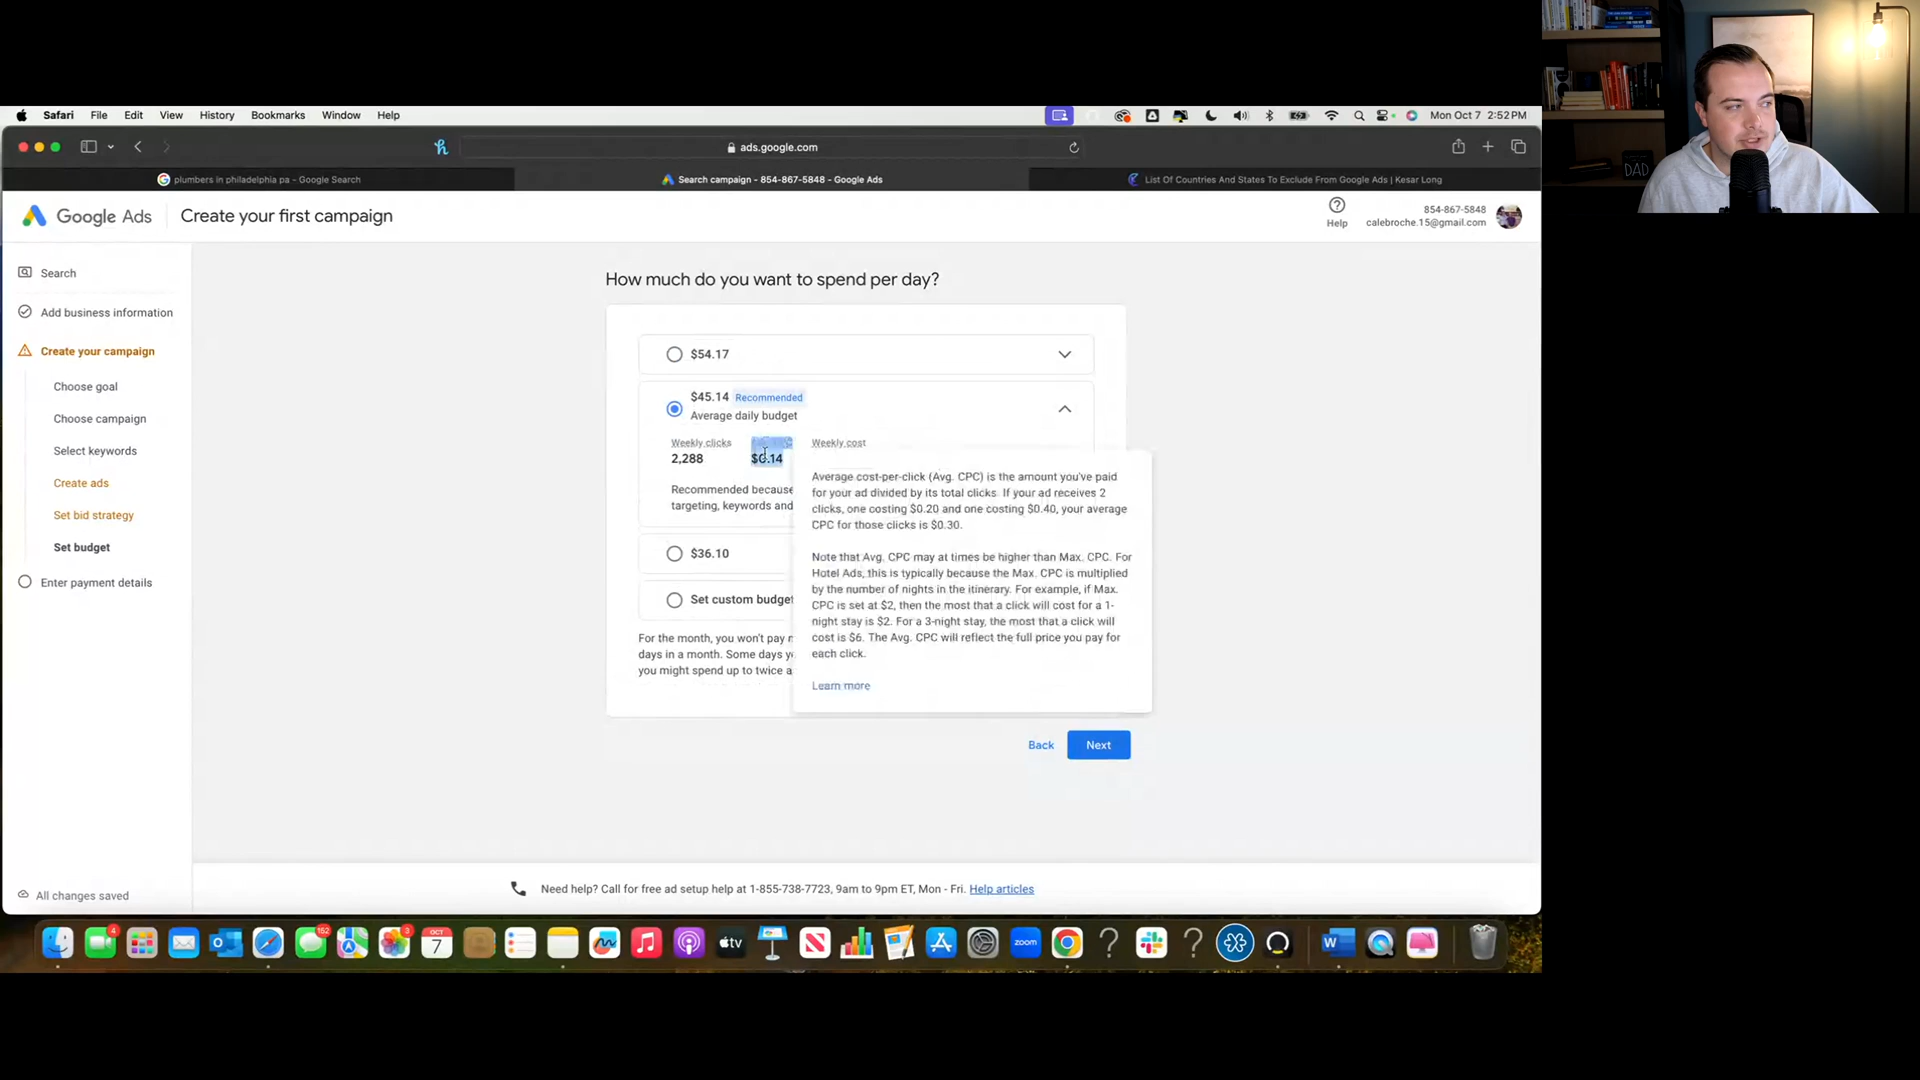 Safari File Edit View History Bookmarks Window Help
Mon Oct 7 2:52 PM
ads.google.com
plumbers in philadelphia pa - Google Search
Search campaign - 854-867-5848 - Google Ads
List Of Countries And States To Exclude From Google Ads | Kesar Long
Google Ads
Create your first campaign
Help
854-867-5848
calebroche.15@gmail.com
Search
Add business information
Create your campaign
Choose goal
Choose campaign
Select keywords
Create ads
Set bid strategy
Set budget
Enter payment details
All changes saved
How much do you want to spend per day?
$54.17
$45.14 Recommended
Average daily budget
Weekly clicks
2,288
$0.14
Weekly cost
Recommended because
targeting, keywords and
$36.10
Set custom budget
For the month, you won't pay
days in a month. Some days
you might spend up to twice a
Average cost-per-click (Avg. CPC) is the amount you've paid
for your ad divided by its total clicks. If your ad receives 2
clicks, one costing $0.20 and one costing $0.40, your average
CPC for those clicks is $0.30.
Note that Avg. CPC may at times be higher than Max. CPC. For
Hotel Ads, this is typically because the Max. CPC is multiplied
by the number of nights in the itinerary. For example, if Max.
CPC is set at $2, then the most that a click will cost for a 1-
night stay is $2. For a 3-night stay, the most that a click will
cost is $6. The Avg. CPC will reflect the full price you pay for
each click.
Learn more
Back
Next
Need help? Call for free ad setup help at 1-855-738-7723, 9am to 9pm ET, Mon - Fri. Help articles
DAD
4
152
3
OCT
7
tv
zoom
W